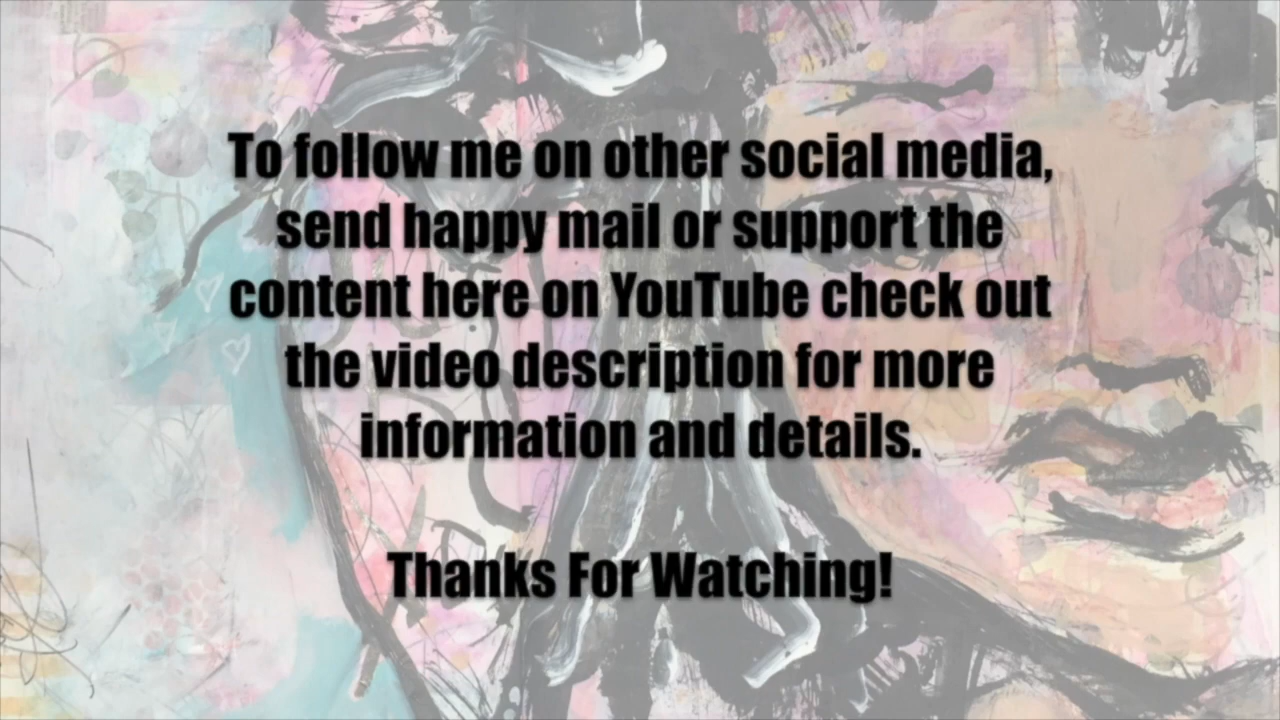 To follow me on other social media,
send happy mail or support the
content here on YouTube check out
the video description for more
information and details.
Thanks For Watching!